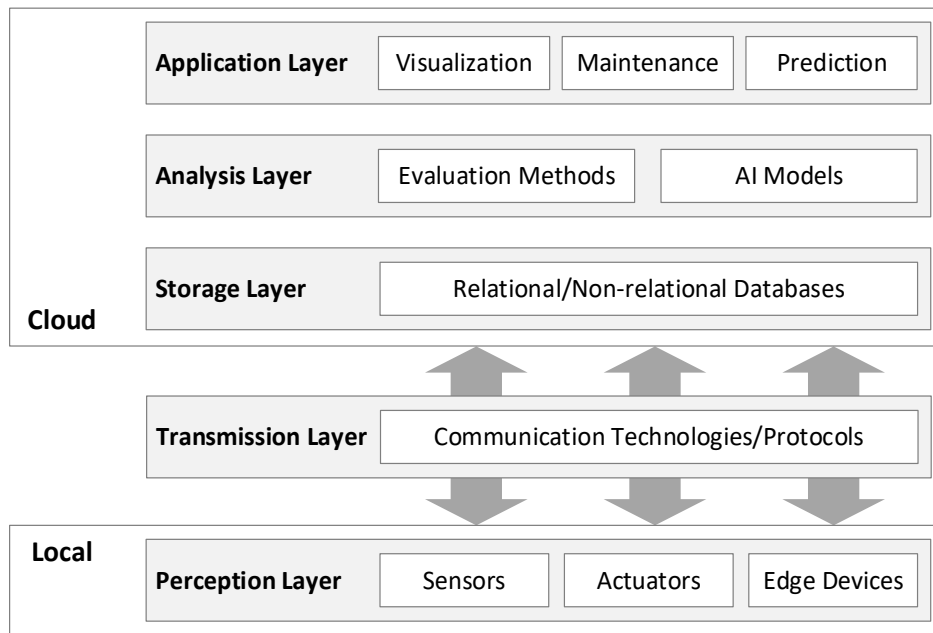 Application Layer Visualization Maintenance Prediction
Analysis Layer Evaluation Methods AI Models
Storage Layer Relational/Non-relational Databases
Cloud
Transmission Layer Communication Technologies/Protocols
Local
Perception Layer Sensors Actuators Edge Devices